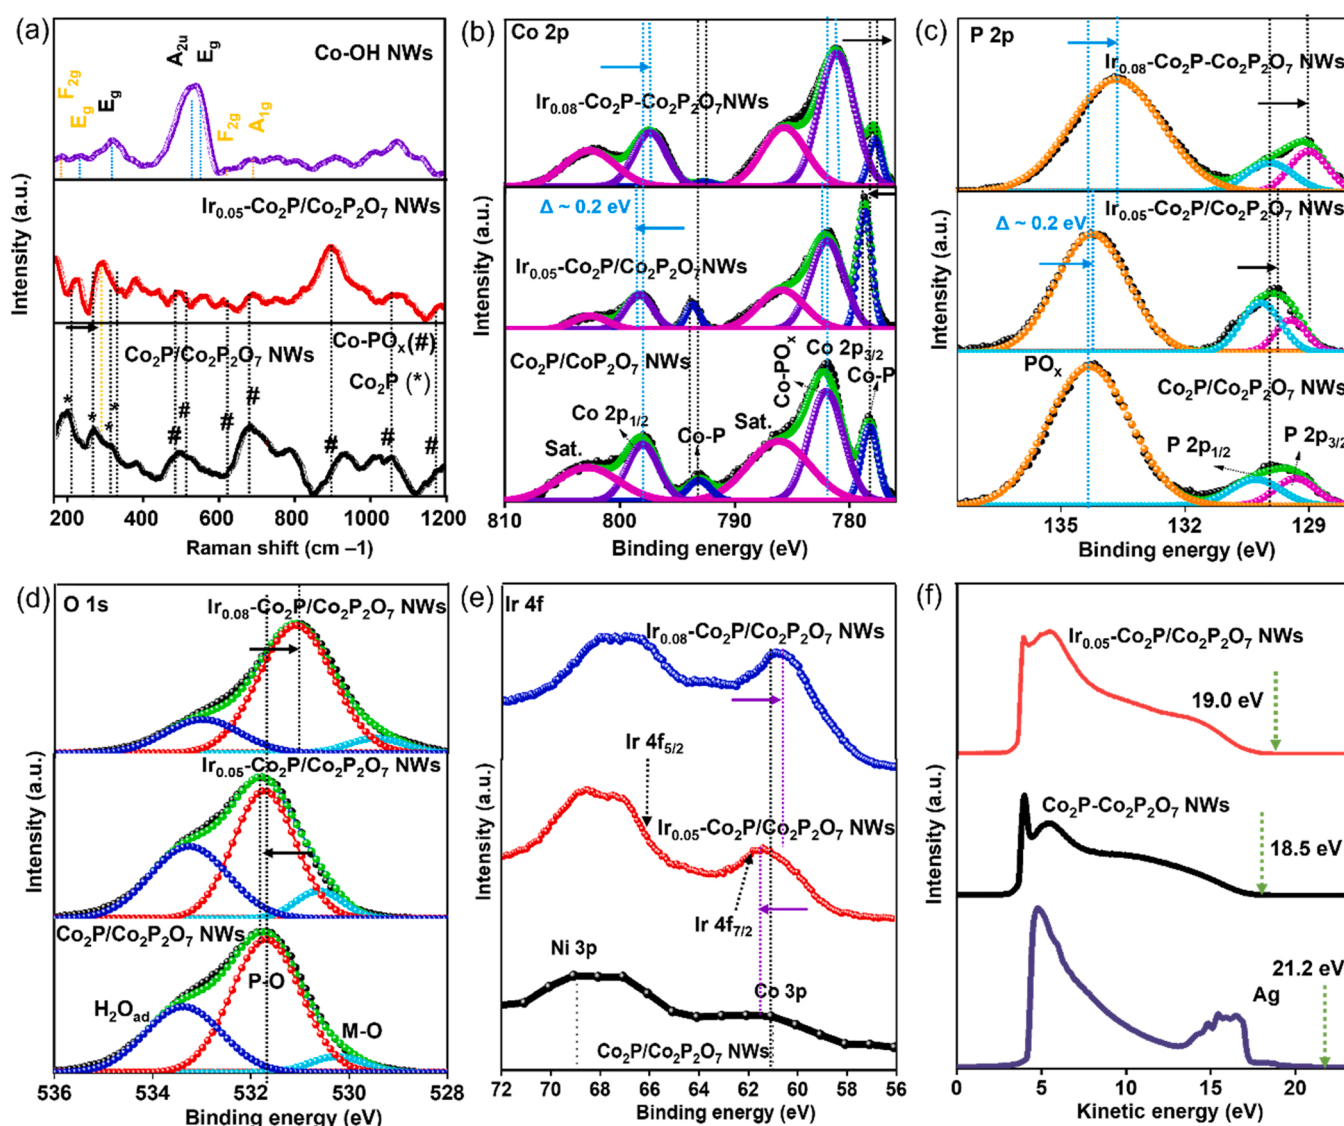 (a)
Co-OH NWs
F2g
Eg
Eg
A2u
Eg
F2g
A1g
Ir0.05-Co2P/Co2P2O7 NWs
Co2P/Co2P2O7 NWs
Co-POx(#)
Co2P (*)
* * * * # # # # # # #
Intensity (a.u.)
200 400 600 800 1000 1200
Raman shift (cm –1)
(b)
Co 2p
Ir0.08-Co2P-Co2P2O7NWs
Δ ~ 0.2 eV
Ir0.05-Co2P/Co2P2O7NWs
Co2P/CoP2O7 NWs
Co-POx
Co 2p3/2
Co-P
Co 2p1/2
Sat.
Co-P
Sat.
Intensity (a.u.)
810 800 790 780
Binding energy (eV)
(c)
P 2p
Ir0.08-Co2P-Co2P2O7 NWs
Ir0.05-Co2P/Co2P2O7 NWs
Δ ~ 0.2 eV
POx
Co2P/Co2P2O7 NWs
P 2p1/2
P 2p3/2
Intensity (a.u.)
135 132 129
Binding energy (eV)
(d)
O 1s
Ir0.08-Co2P/Co2P2O7 NWs
Ir0.05-Co2P/Co2P2O7 NWs
Co2P/Co2P2O7 NWs
P-O
H2Oad
M-O
Intensity (a.u.)
536 534 532 530 528
Binding energy (eV)
(e)
Ir 4f
Ir0.08-Co2P/Co2P2O7 NWs
Ir 4f5/2
Ir0.05-Co2P/Co2P2O7 NWs
Ir 4f7/2
Ni 3p
Co 3p
Co2P/Co2P2O7 NWs
Intensity (a.u.)
72 70 68 66 64 62 60 58 56
Binding energy (eV)
(f)
Ir0.05-Co2P/Co2P2O7 NWs
19.0 eV
Co2P-Co2P2O7 NWs
18.5 eV
21.2 eV
Ag
Intensity (a.u.)
0 5 10 15 20
Kinetic energy (eV)